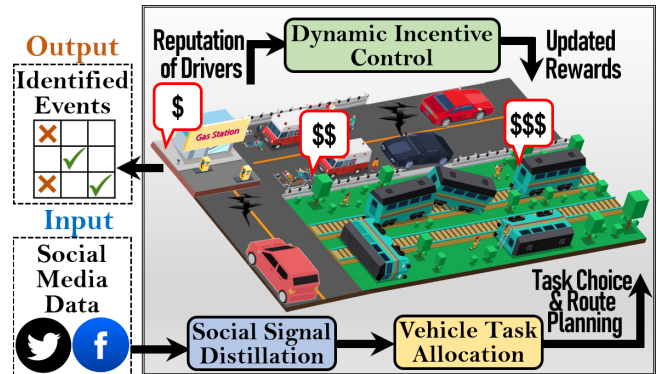 Output
Identified
Events
Input
Social
Media
Data
f
Reputation
of Drivers
Dynamic Incentive
Control
Updated
Rewards
$
Gas Station
$$
$$$
Task Choice
& Route
Planning
Social Signal
Distillation
Vehicle Task
Allocation